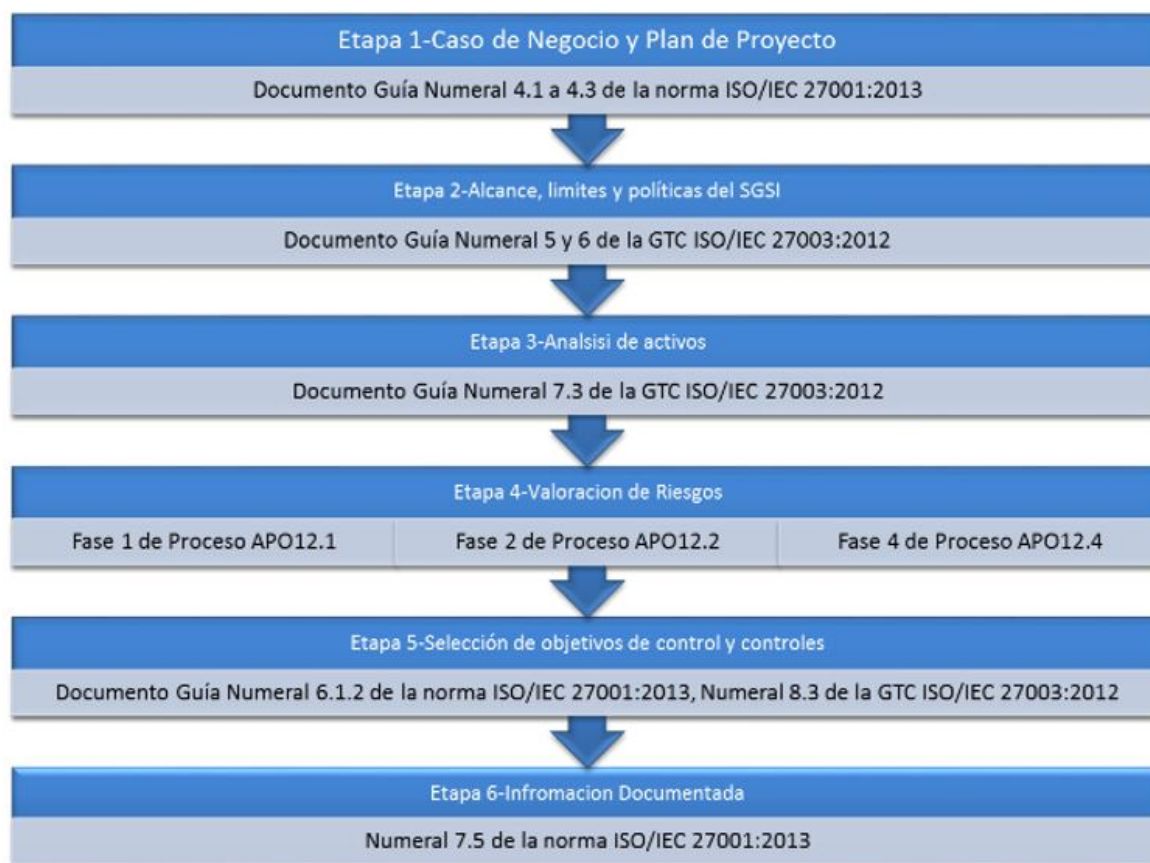 Etapa 1-Caso de Negocio y Plan de Proyecto
Documento Guía Numeral 4.1 a 4.3 de la norma ISO/IEC 27001:2013
Etapa 2-Alcance, limites y políticas del SGSI
Documento Guía Numeral 5 y 6 de la GTC ISO/IEC 27003:2012
Etapa 3-Analsisi de activos
Documento Guía Numeral 7.3 de la GTC ISO/IEC 27003:2012
Etapa 4-Valoracion de Riesgos
Fase 1 de Proceso APO12.1
Fase 2 de Proceso APO12.2
Fase 4 de Proceso APO12.4
Etapa 5-Selección de objetivos de control y controles
Documento Guía Numeral 6.1.2 de la norma ISO/IEC 27001:2013, Numeral 8.3 de la GTC ISO/IEC 27003:2012
Etapa 6-Infromacion Documentada
Numeral 7.5 de la norma ISO/IEC 27001:2013